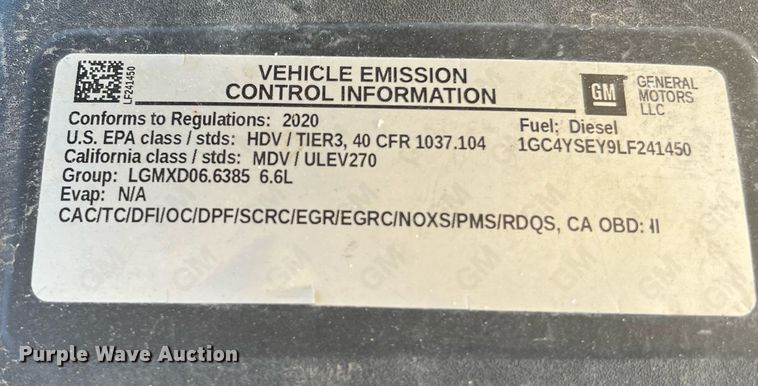 LF241450
VEHICLE EMISSION
CONTROL INFORMATION
GM
GENERAL
MOTORS
LLC
Conforms to Regulations: 2020
Fuel: Diesel
U.S. EPA class / stds: HDV / TIER3, 40 CFR 1037.104
1GC4YSEY9LF241450
California class / stds: MDV / ULEV270
Group: LGMXD06.6385 6.6L
Evap: N/A
CAC/TC/DFI/OC/DPF/SCRC/EGR/EGRC/NOXS/PMS/RDQS, CA OBD: II
Purple Wave Auction